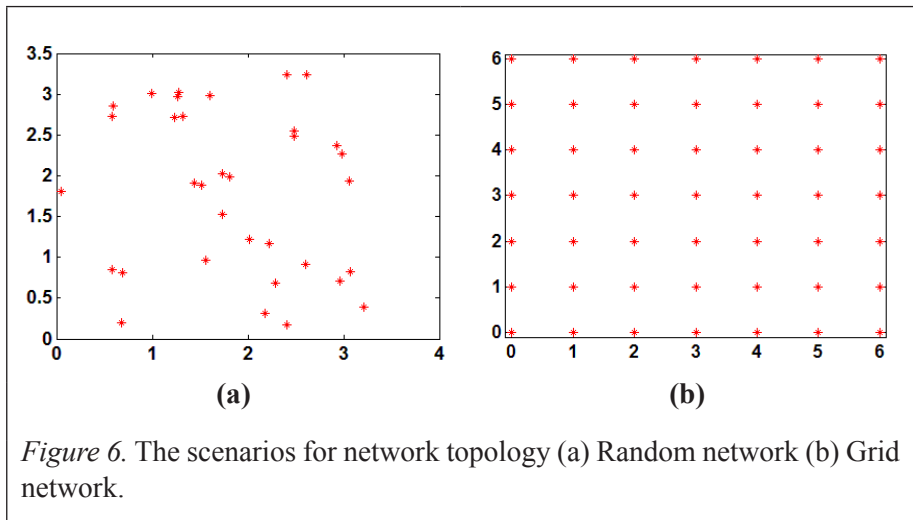 3.5
3
2.5
2
1.5
1
0.5
0
0 1 2 3 4
(a)
6
5
4
3
2
1
0
0 1 2 3 4 5 6
(b)
Figure 6. The scenarios for network topology (a) Random network (b) Grid
network.